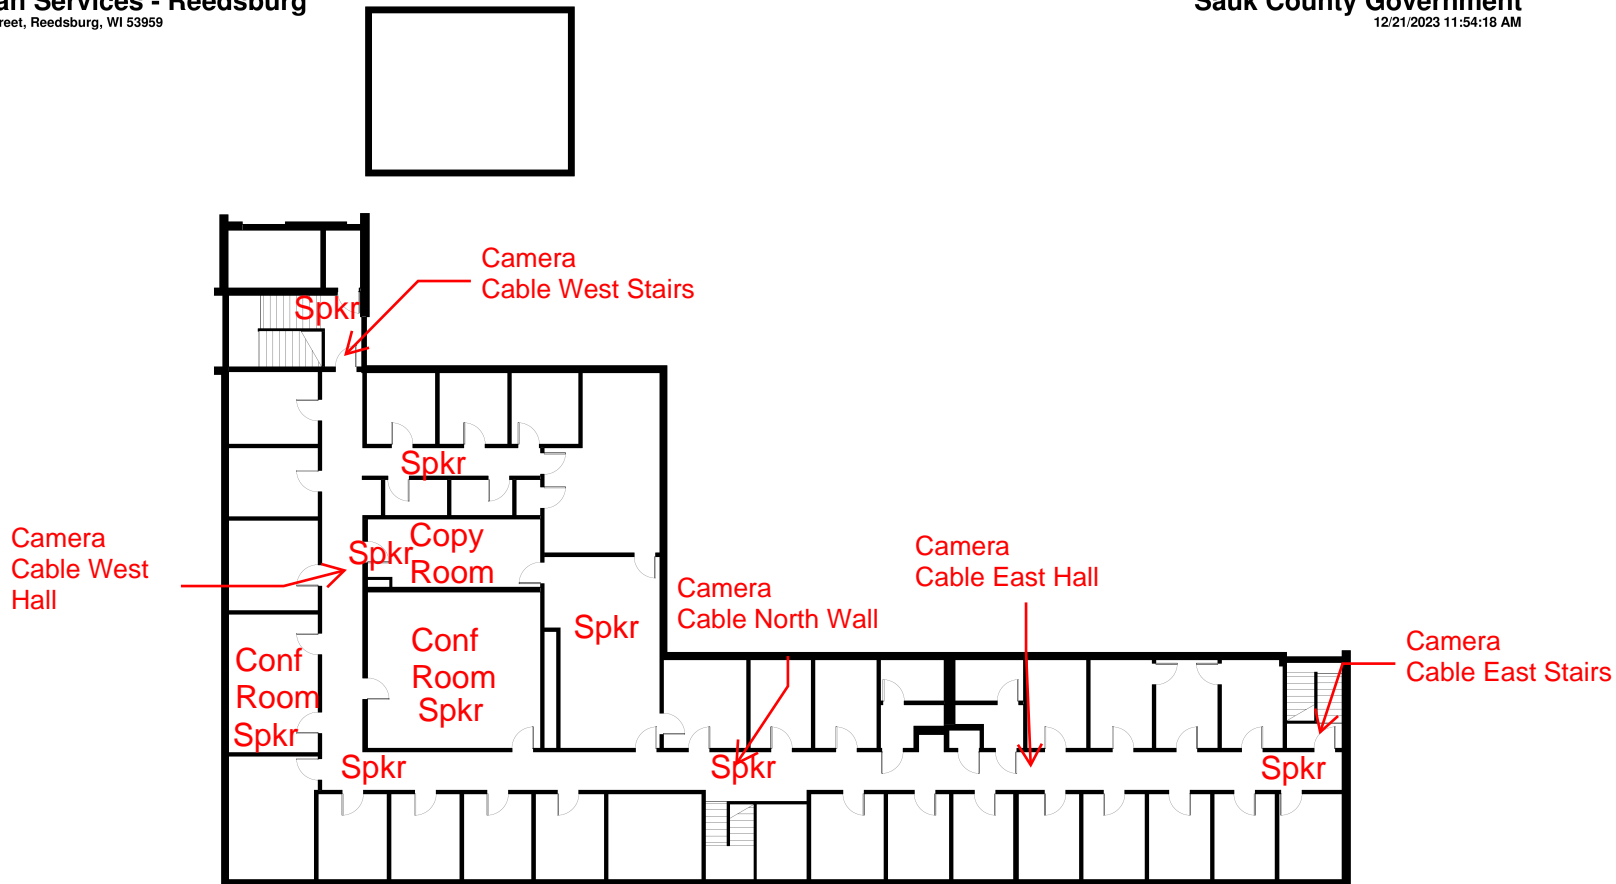 Services - Reedsburg
Reedsburg, WI 53959
Sauk County Government
12/21/2023 11:54:18 AM
Camera
Cable West Stairs
Spkr
Spkr
Camera
Cable West
Hall
Spkr
Copy
Room
Camera
Cable East Hall
Camera
Cable North Wall
Spkr
Conf
Room
Spkr
Conf
Room
Spkr
Camera
Cable East Stairs
Spkr
Spkr
Spkr